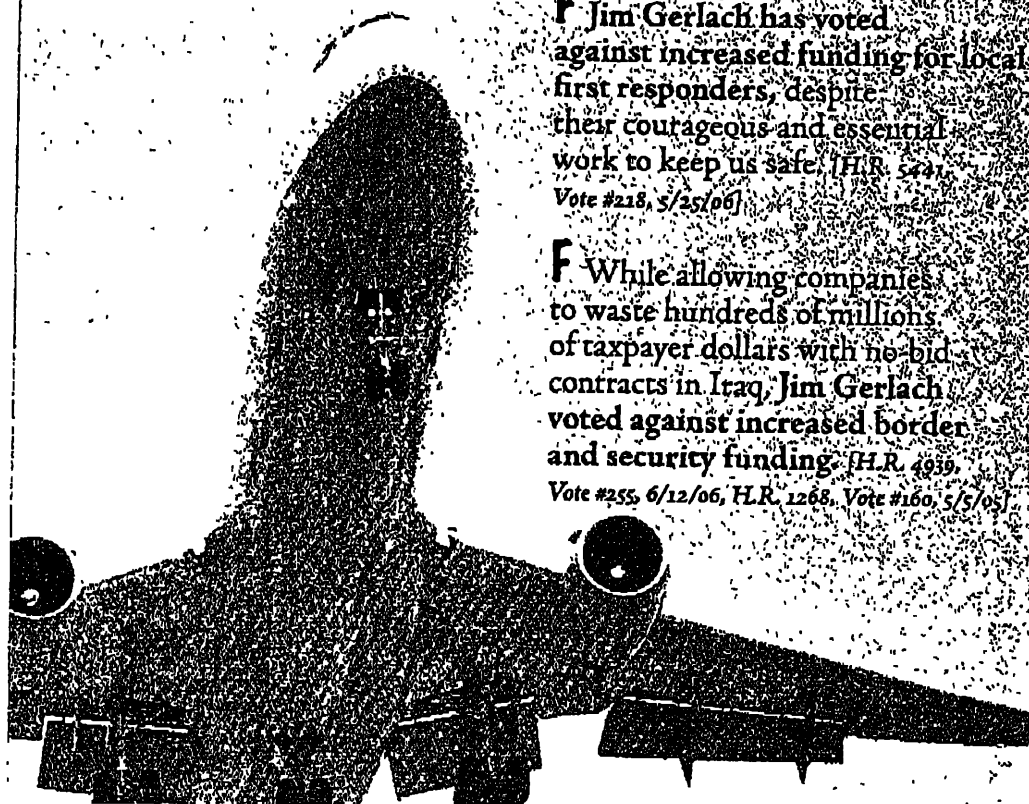 F Jim Gerlach has voted
against increased funding for local
first responders, despite
their courageous and essential
work to keep us safe. [H.R. 5441,
Vote #218, 5/25/06]
F While allowing companies
to waste hundreds of millions
of taxpayer dollars with no-bid
contracts in Iraq, Jim Gerlach
voted against increased border
and security funding. [H.R. 4939,
Vote #255, 6/12/06, H.R. 1268, Vote #160, 5/5/05]